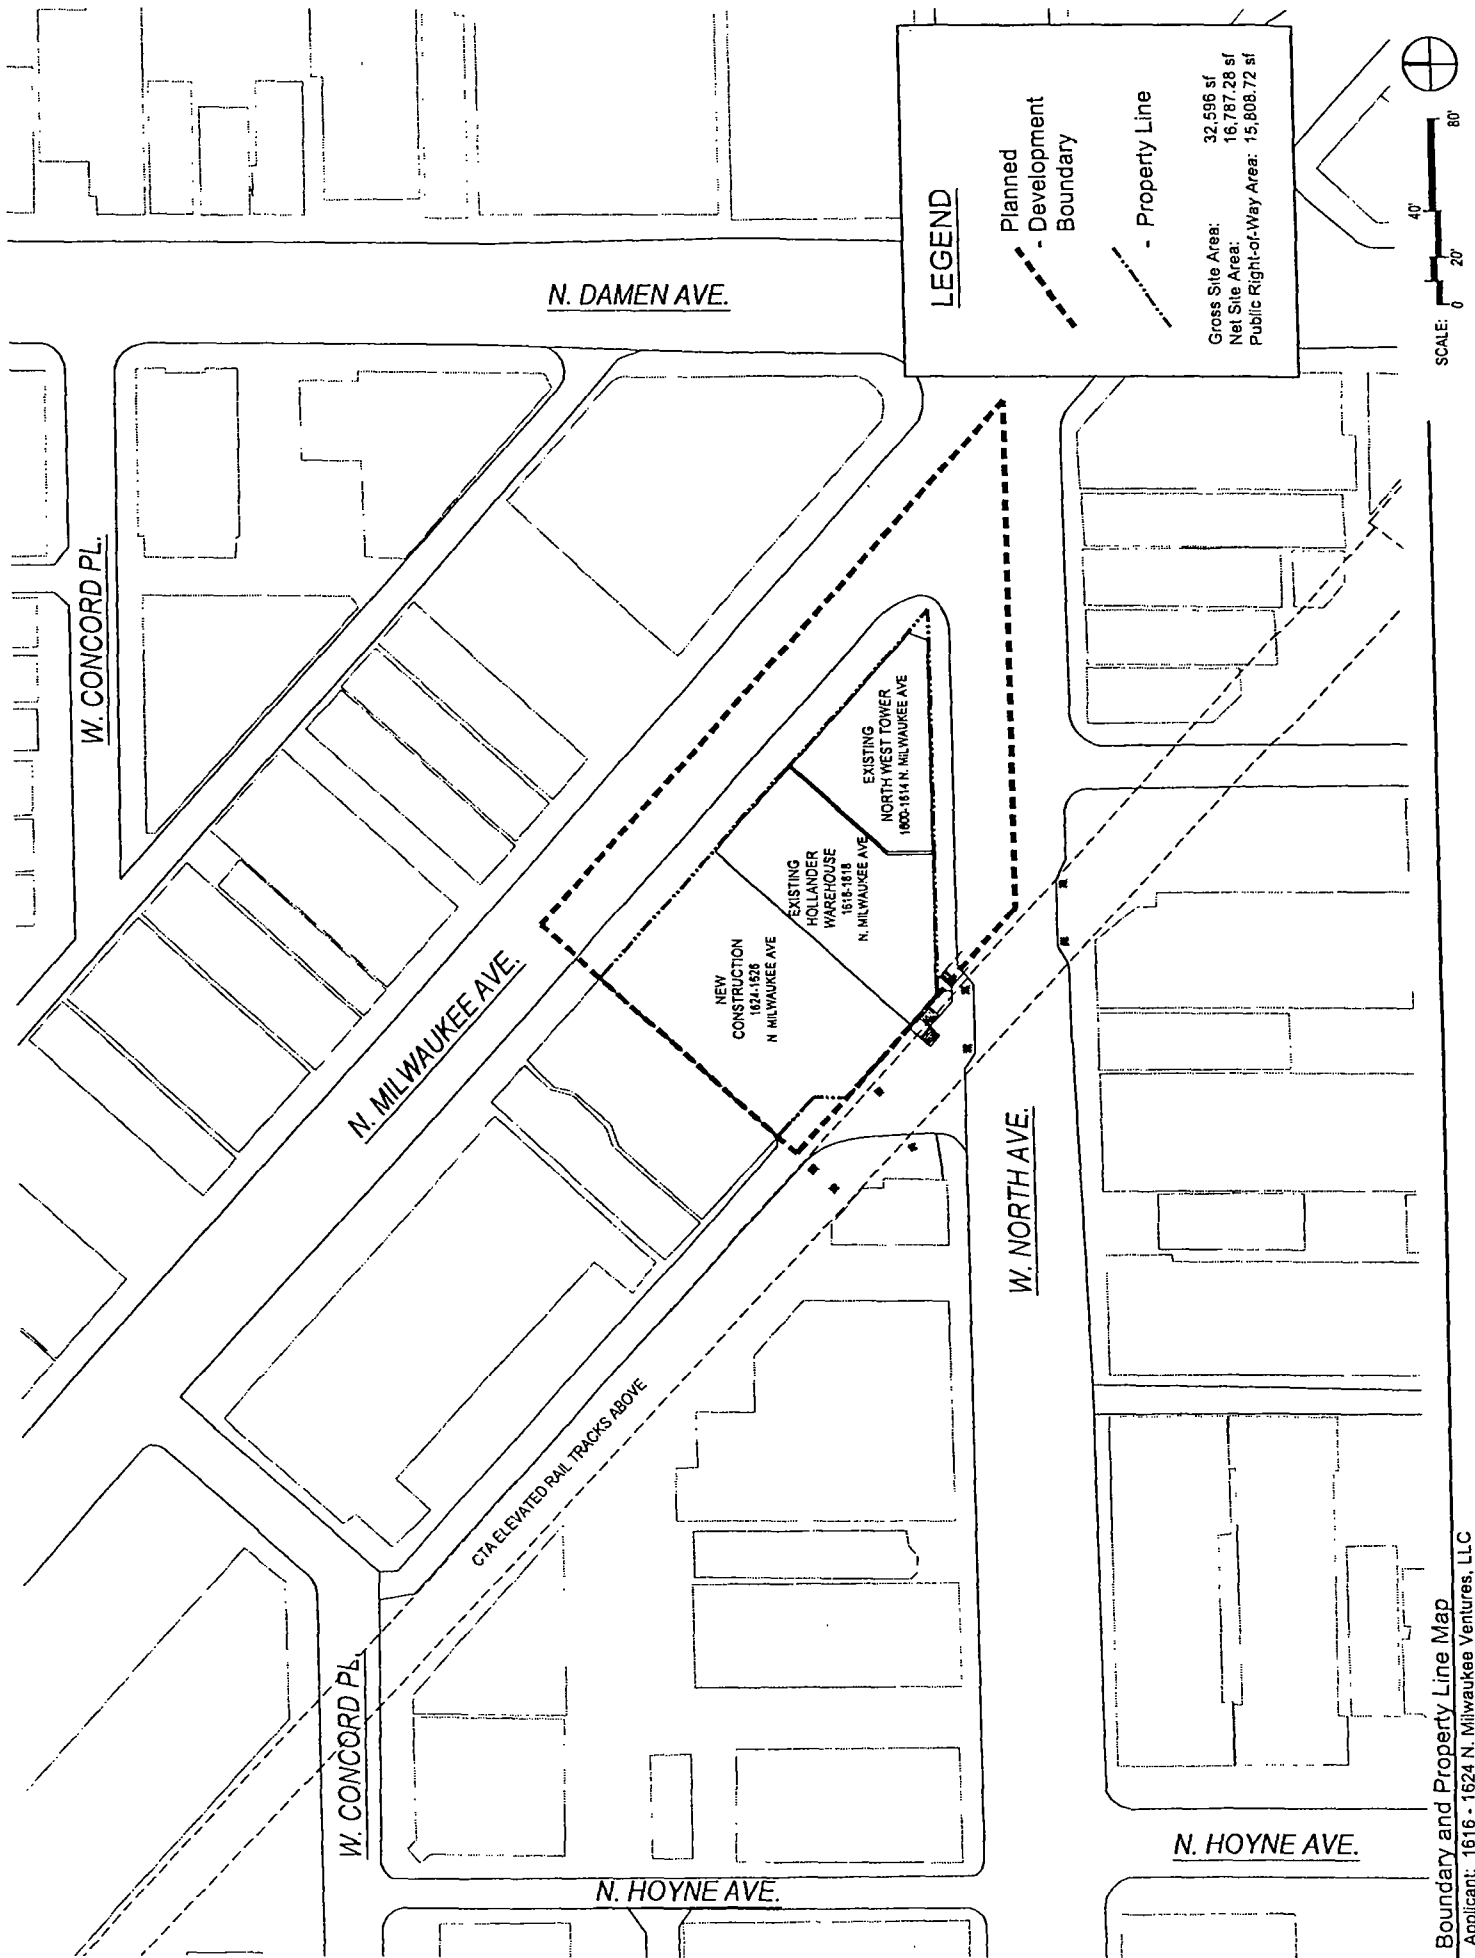 W. CONCORD PL.
N. DAMEN AVE.
N. MILWAUKEE AVE.
NEW
CONSTRUCTION
1624-1626
N MILWAUKEE AVE
EXISTING
HOLLANDER
WAREHOUSE
1616-1618
N. MILWAUKEE AVE
EXISTING
NORTH WEST TOWER
1600-1614 N. MILWAUKEE AVE
CTA ELEVATED RAIL TRACKS ABOVE
W. CONCORD PL.
W. NORTH AVE.
N. HOYNE AVE.
N. HOYNE AVE.
LEGEND
Planned
- Development
Boundary
- Property Line
Gross Site Area: 32,596 sf
Net Site Area: 16,787.28 sf
Public Right-of-Way Area: 15,808.72 sf
SCALE: 0 20' 40' 80'
Boundary and Property Line Map
Applicant: 1616 - 1624 N. Milwaukee Ventures, LLC